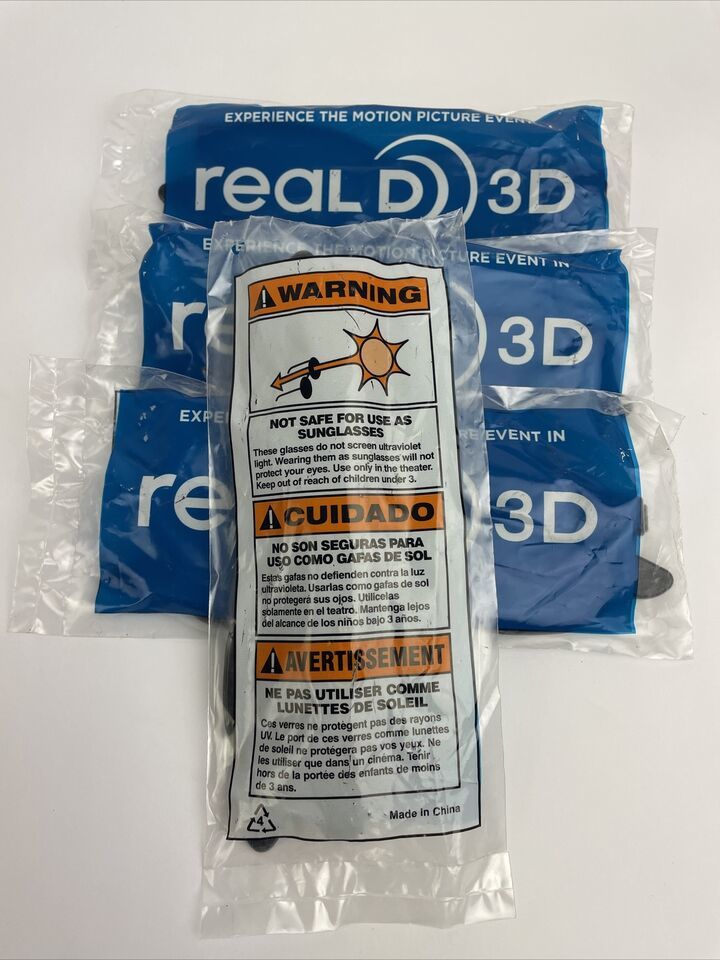 EXPERIENCE THE MOTION PICTURE EVENT
reaL D 3D
EXPERIENCE THE MOTION PICTURE EVENT IN
r 3D
EXPE RE EVENT IN
re 3D
WARNING
NOT SAFE FOR USE AS
SUNGLASSES
These glasses do not screen ultraviolet
light. Wearing them as sunglasses will not
protect your eyes. Use only in the theater.
Keep out of reach of children under 3.
CUIDADO
NO SON SEGURAS PARA
USO COMO GAFAS DE SOL
Estas gafas no defienden contra la luz
ultravioleta. Usarlas como gafas de sol
no protegerá sus ojos. Utilicelas
solamente en el teatro. Mantenga lejos
del alcance de los niños bajo 3 años.
AVERTISSEMENT
NE PAS UTILISER COMME
LUNETTES DE SOLEIL
Ces verres ne protègent pas des rayons
UV. Le port de ces verres comme lunettes
de soleil ne protégera pas vos yeux. Ne
les utiliser que dans un cinéma. Tenir
hors de la portée des enfants de moins
de 3 ans.
4
Made in China